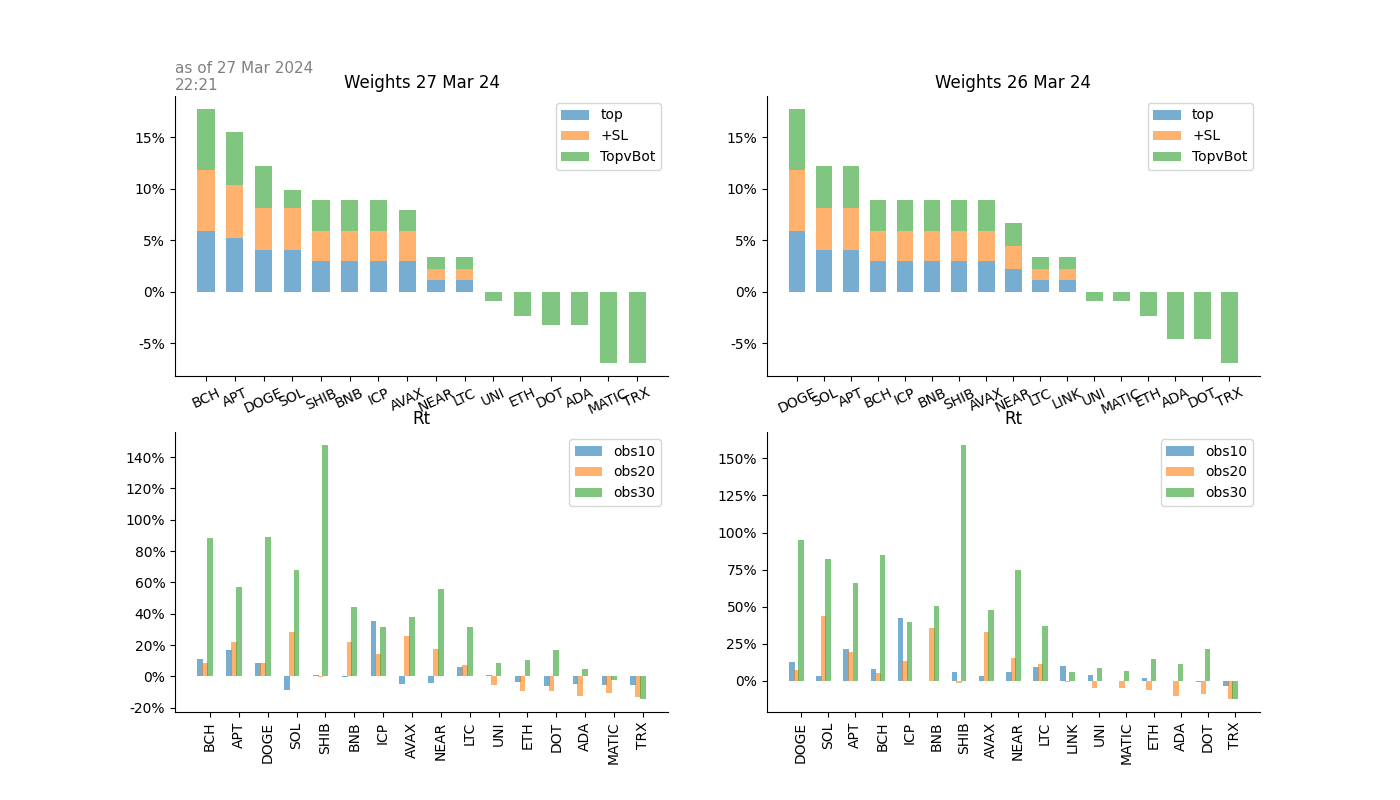 as of 27 Mar 2024
22:21
Weights 27 Mar 24
15%
10%
5%
0%
-5%
top
+SL
TopvBot
BCH APT DOGE SOL SHIB BNB ICP AVAX NEAR LTC UNI ETH DOT ADA MATIC TRX
Weights 26 Mar 24
15%
10%
5%
0%
-5%
top
+SL
TopvBot
DOGE SOL APT BCH ICP BNB SHIB AVAX NEAR LTC LINK UNI MATIC ETH ADA DOT TRX
Rt
140%
120%
100%
80%
60%
40%
20%
0%
-20%
obs10
obs20
obs30
BCH APT DOGE SOL SHIB BNB ICP AVAX NEAR LTC UNI ETH DOT ADA MATIC TRX
Rt
150%
125%
100%
75%
50%
25%
0%
obs10
obs20
obs30
DOGE SOL APT BCH ICP BNB SHIB AVAX NEAR LTC LINK UNI MATIC ETH ADA DOT TRX